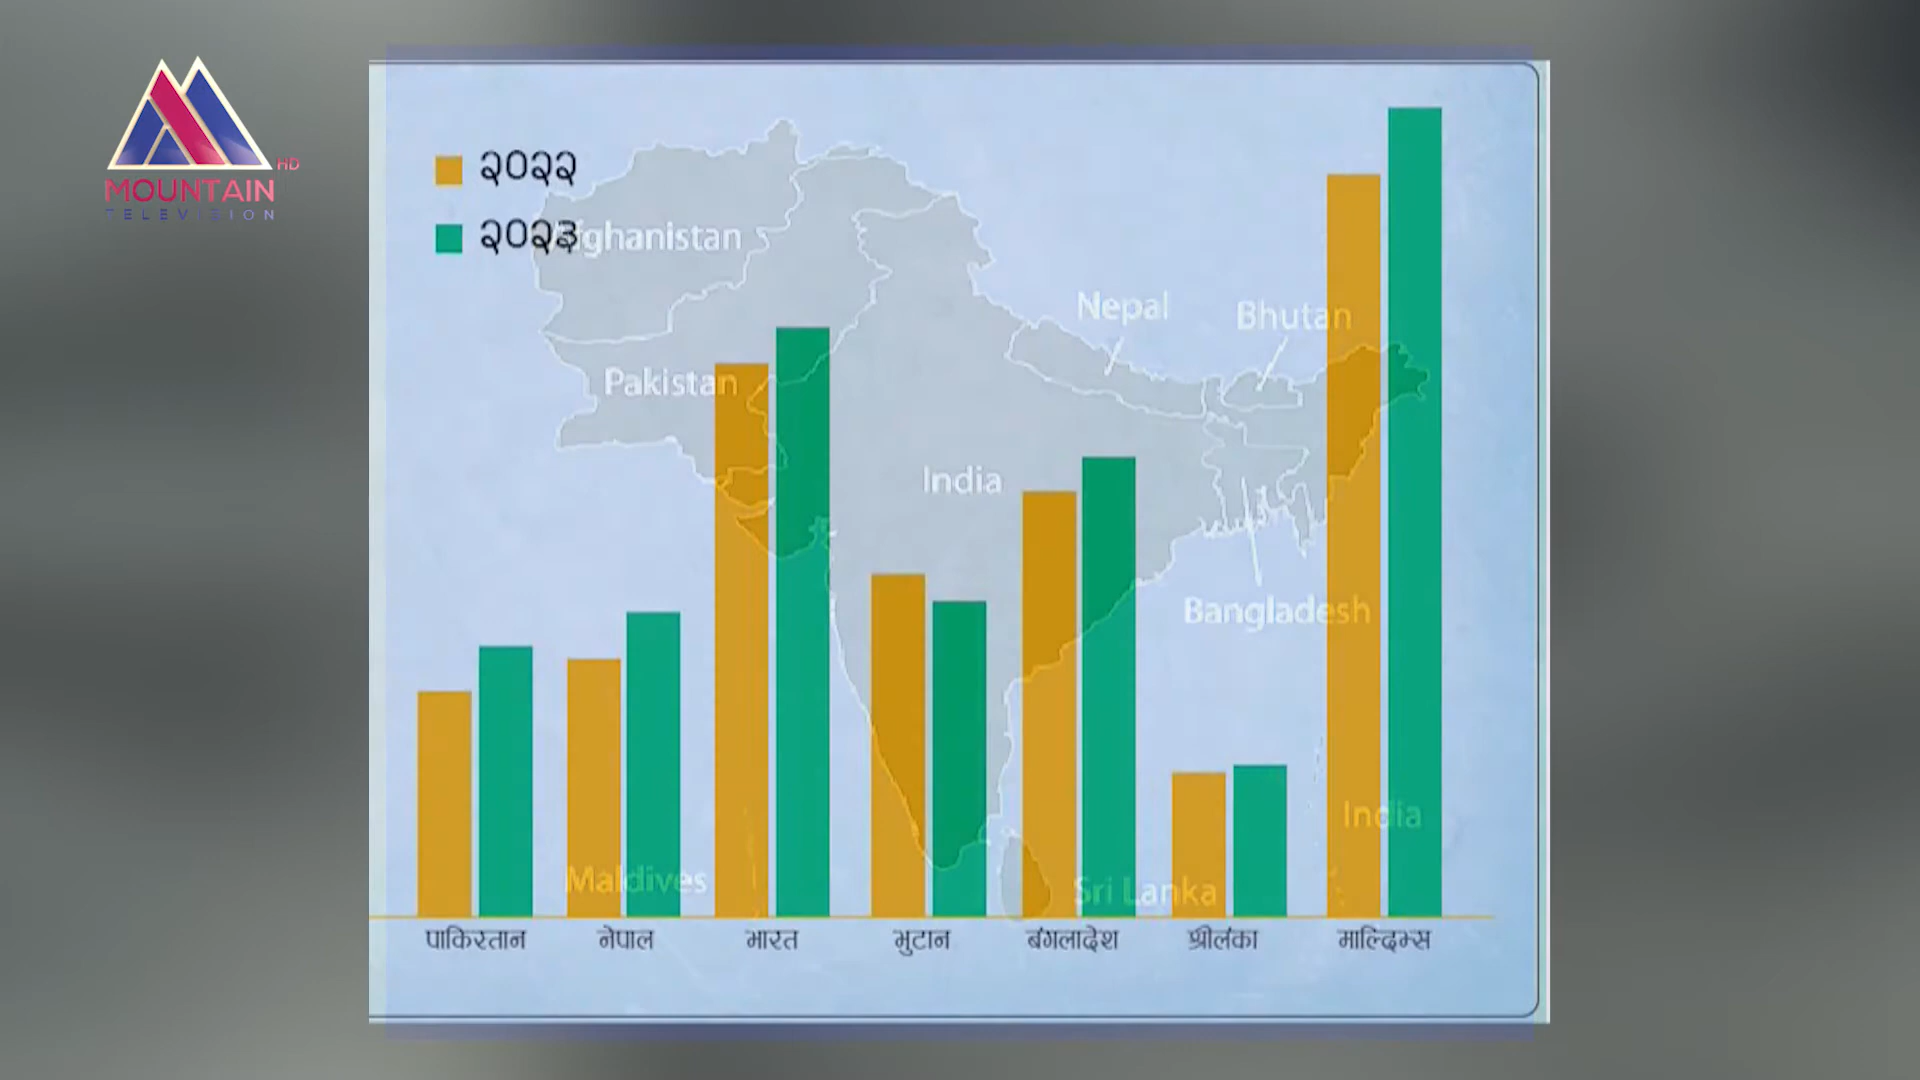 HD
MOUNTAIN
TELEVISION
२०२२
२०२३
Afghanistan
Nepal
Bhutan
Pakistan
India
Bangladesh
India
Maldives
Sri Lanka
पाकिस्तान
नेपाल
भारत
भुटान
बंगलादेश
श्रीलंका
माल्दिभ्स